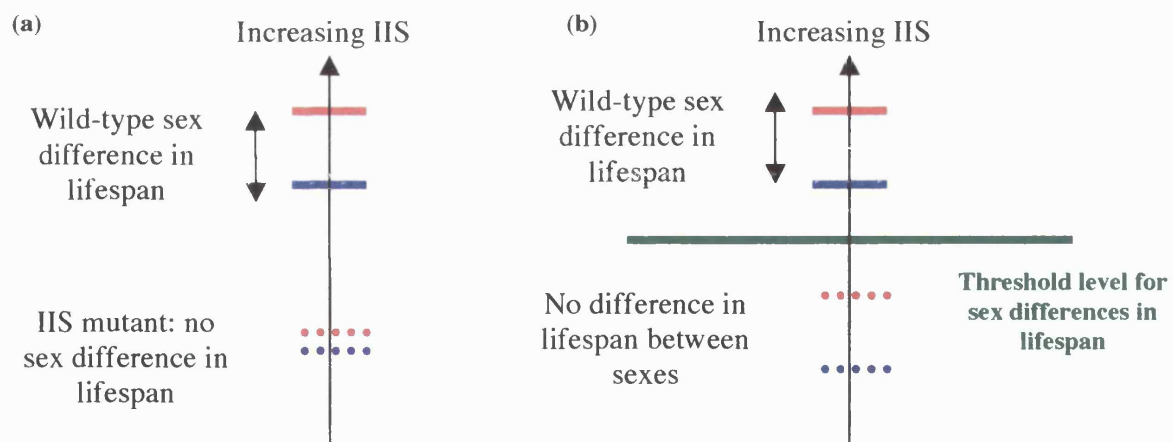 (a)
Increasing IIS
Wild-type sex
difference in
lifespan
IIS mutant: no
sex difference in
lifespan
(b)
Increasing IIS
Wild-type sex
difference in
lifespan
No difference in
lifespan between
sexes
Threshold level for
sex differences in
lifespan